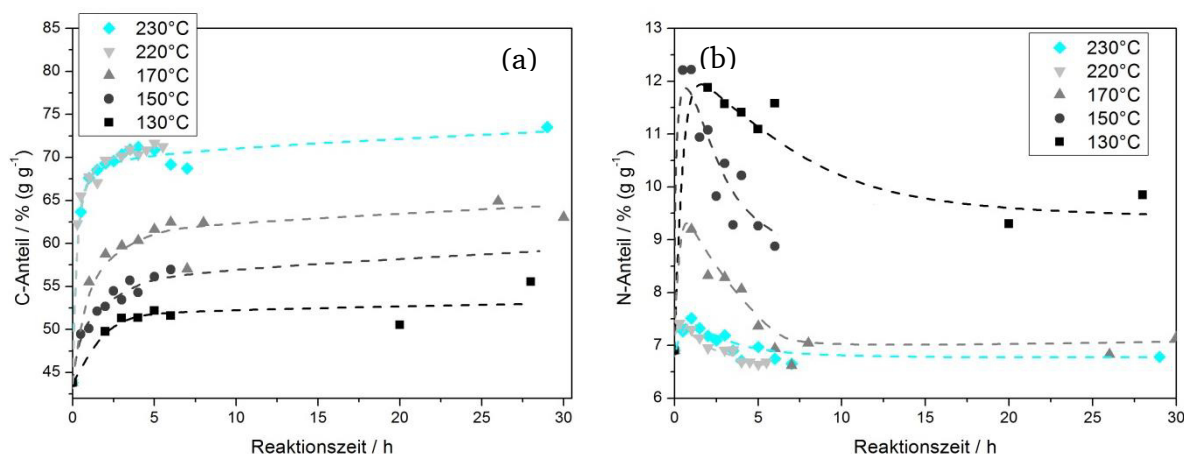 (a)
230°C
220°C
170°C
150°C
130°C
85
80
75
70
65
60
55
50
45
C-Anteil / % (g g⁻¹)
0 5 10 15 20 25 30
Reaktionszeit / h
(b)
230°C
220°C
170°C
150°C
130°C
13
12
11
10
9
8
7
6
N-Anteil / % (g g⁻¹)
0 5 10 15 20 25 30
Reaktionszeit / h